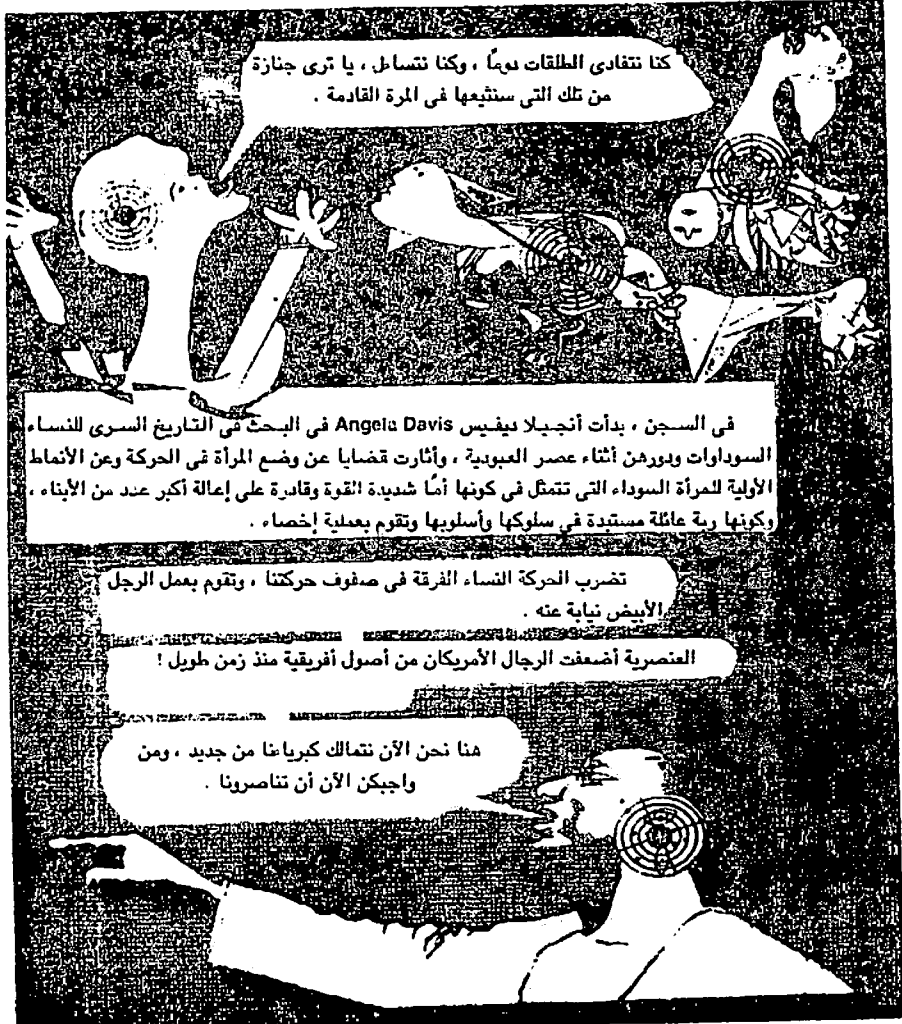 كنا نتفادى الطلقات دومًا ، وكنا نتساءل ، يا ترى جنازة
من تلك التى سنشيعها فى المرة القادمة .
فى السجن ، بدأت أنجيلا ديفيس Angela Davis فى البحث فى التاريخ السرى للنساء
السوداوات ودورهن أثناء عصر العبودية ، وأثارت قضايا عن وضع المرأة فى الحركة وعن الأنماط
الأولية للمرأة السوداء التى تتمثل فى كونها أمًا شديدة القوة وقادرة على إعالة أكبر عدد من الأبناء ،
وكونها ربة عائلة مستبدة فى سلوكها وأسلوبها وتقوم بعملية إخصاء .
تضرب الحركة النساء الفرقة فى صفوف حركتنا ، وتقوم بعمل الرجل
الأبيض نيابة عنه .
العنصرية أضعفت الرجال الأمريكان من أصول أفريقية منذ زمن طويل !
هنا نحن الآن نتمالك كبرياءنا من جديد ، ومن
واجبكن الآن أن تناصرونا .